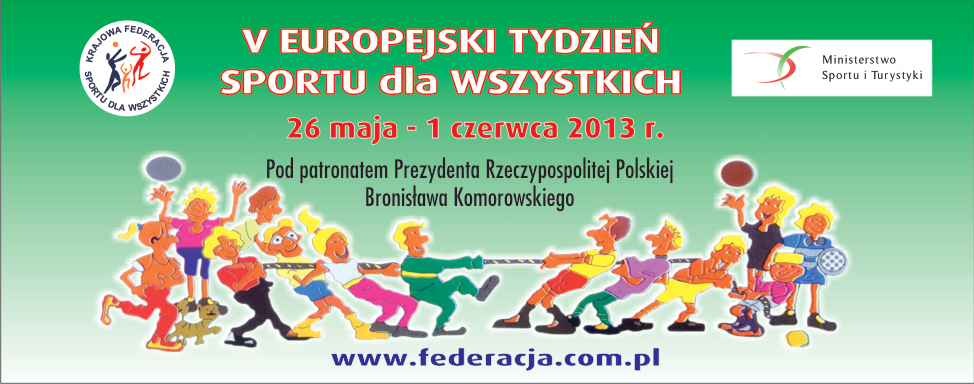 KRAJOWA FEDERACJA
SPORTU DLA WSZYSTKICH
V EUROPEJSKI TYDZIEŃ
SPORTU dla WSZYSTKICH
Ministerstwo
Sportu i Turystyki
26 maja - 1 czerwca 2013 r.
Pod patronatem Prezydenta Rzeczypospolitej Polskiej
Bronisława Komorowskiego
www.federacja.com.pl